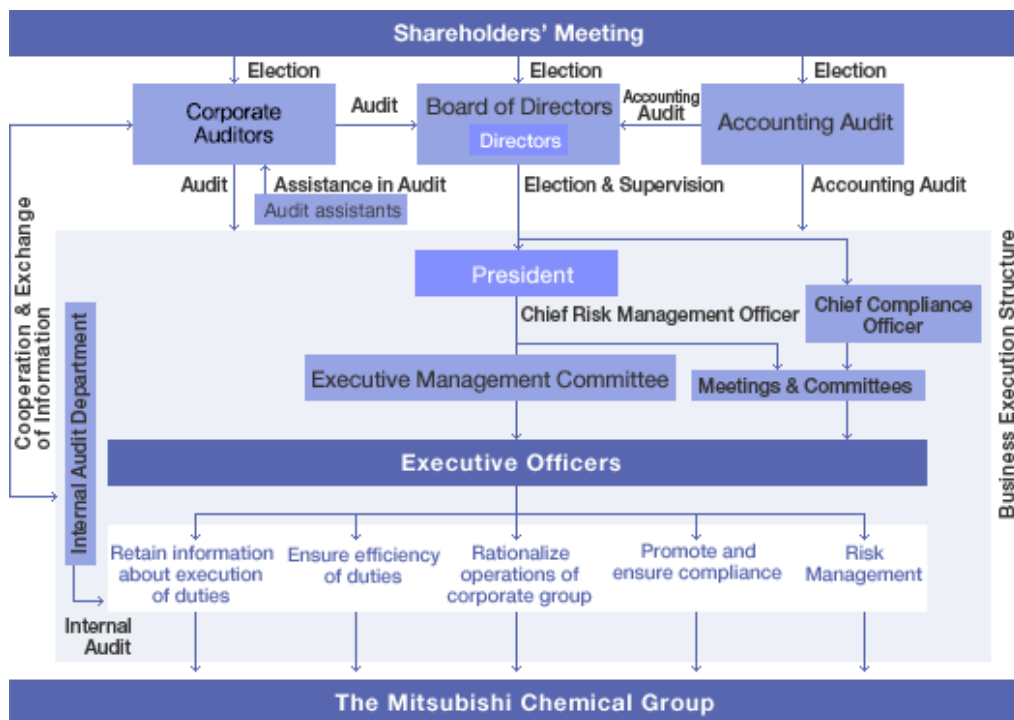 Shareholders' Meeting
Election
Election
Election
Corporate
Auditors
Audit
Board of Directors
Directors
Accounting
Audit
Accounting Audit
Audit
Assistance in Audit
Audit assistants
Election & Supervision
Accounting Audit
Cooperation & Exchange
of Information
Business Execution Structure
President
Chief Risk Management Officer
Chief Compliance
Officer
Internal Audit Department
Executive Management Committee
Meetings & Committees
Executive Officers
Retain information
about execution
of duties
Ensure efficiency
of duties
Rationalize
operations of
corporate group
Promote and
ensure compliance
Risk
Management
Internal
Audit
The Mitsubishi Chemical Group